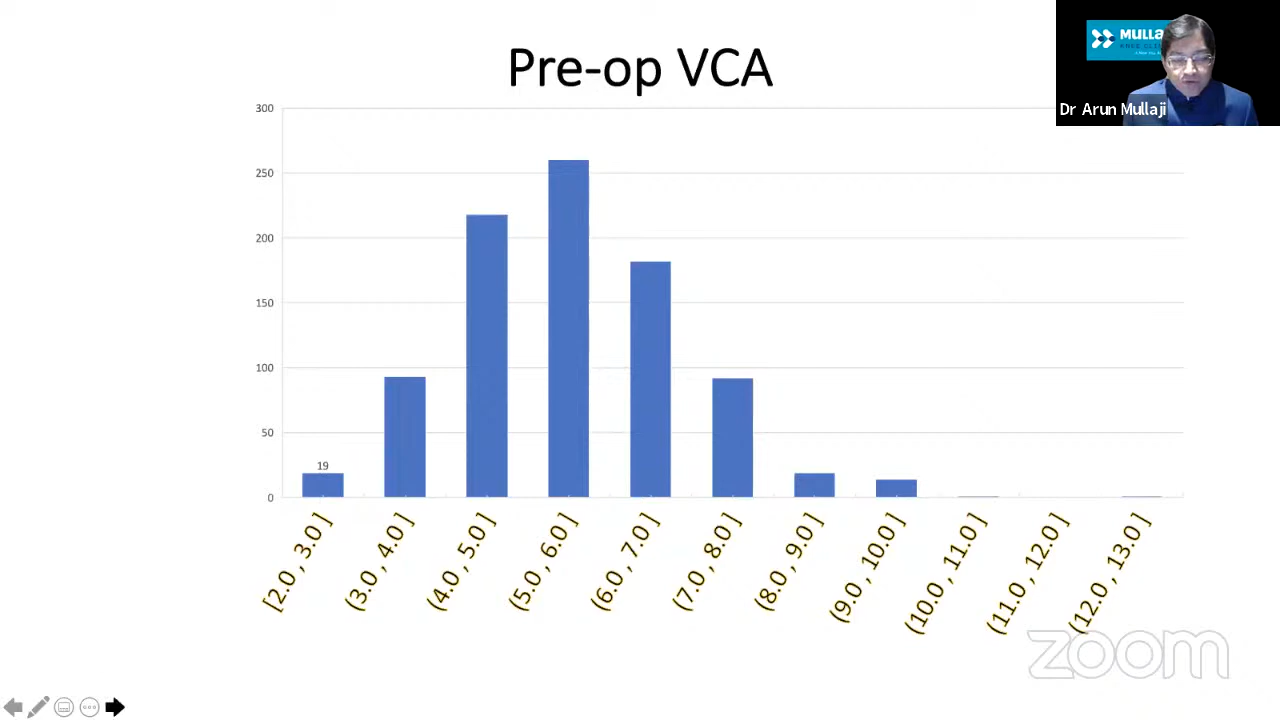 Pre-op VCA
MULLA
Dr Arun Mullaji
300
250
200
150
100
50
0
19
[2.0 , 3.0 ]
(3.0 , 4.0 ]
(4.0 , 5.0 ]
(5.0 , 6.0 ]
(6.0 , 7.0 ]
(7.0 , 8.0 ]
(8.0 , 9.0 ]
(9.0 , 10.0 ]
(10.0 , 11.0 ]
(11.0 , 12.0 ]
(12.0 , 13.0 ]
zoom